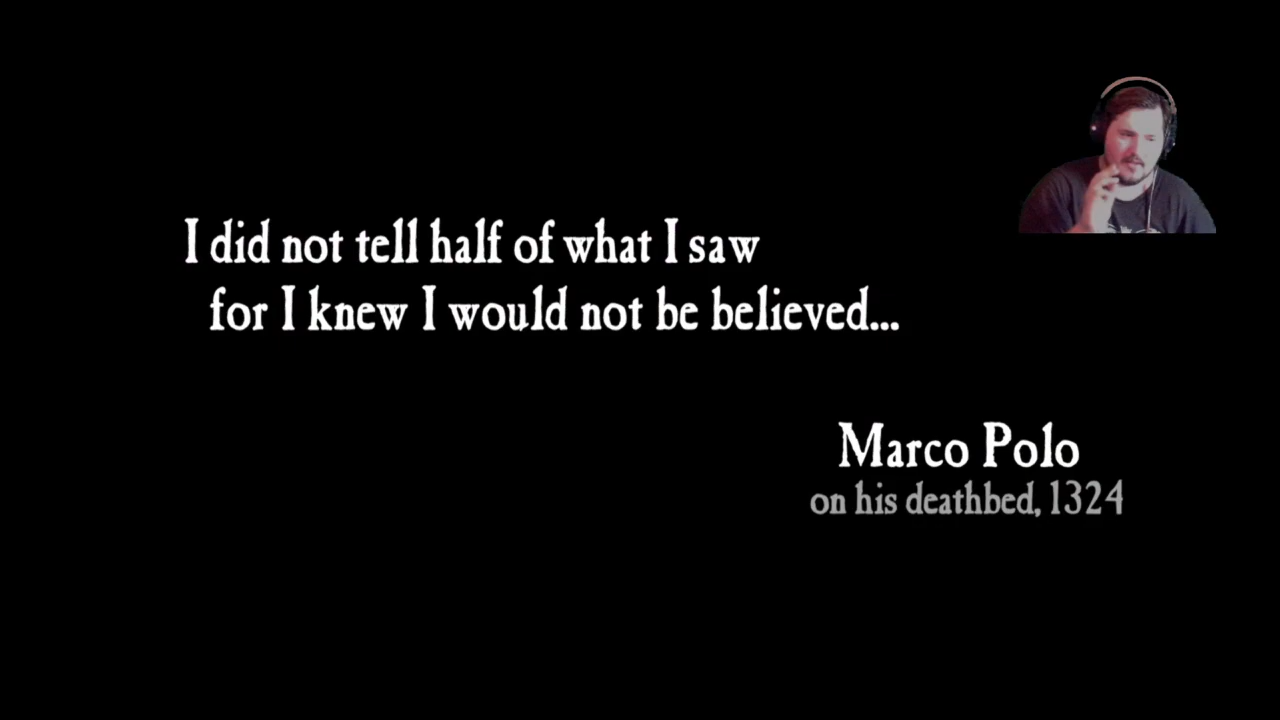 I did not tell half of what I saw
for I knew I would not be believed...
Marco Polo
on his deathbed, 1324